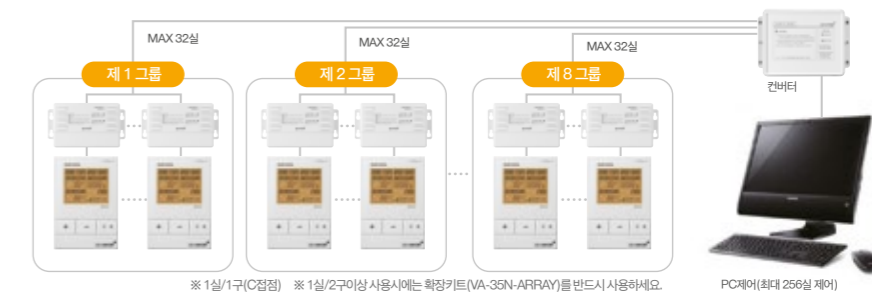 MAX 32실
MAX 32실
MAX 32실
제 1 그룹
제 2 그룹
제 8 그룹
컨버터
※ 1실/1구(C접점) ※ 1실/2구이상 사용시에는 확장키트(VA-35N-ARRAY)를 반드시 사용하세요.
PC제어(최대 256실 제어)